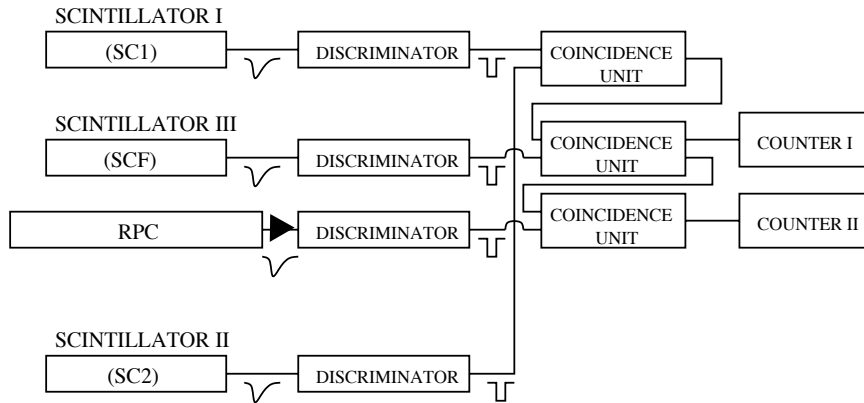 SCINTILLATOR I
(SC1)
DISCRIMINATOR
COINCIDENCE
UNIT
SCINTILLATOR III
(SCF)
DISCRIMINATOR
COINCIDENCE
UNIT
COUNTER I
RPC
DISCRIMINATOR
COINCIDENCE
UNIT
COUNTER II
SCINTILLATOR II
(SC2)
DISCRIMINATOR